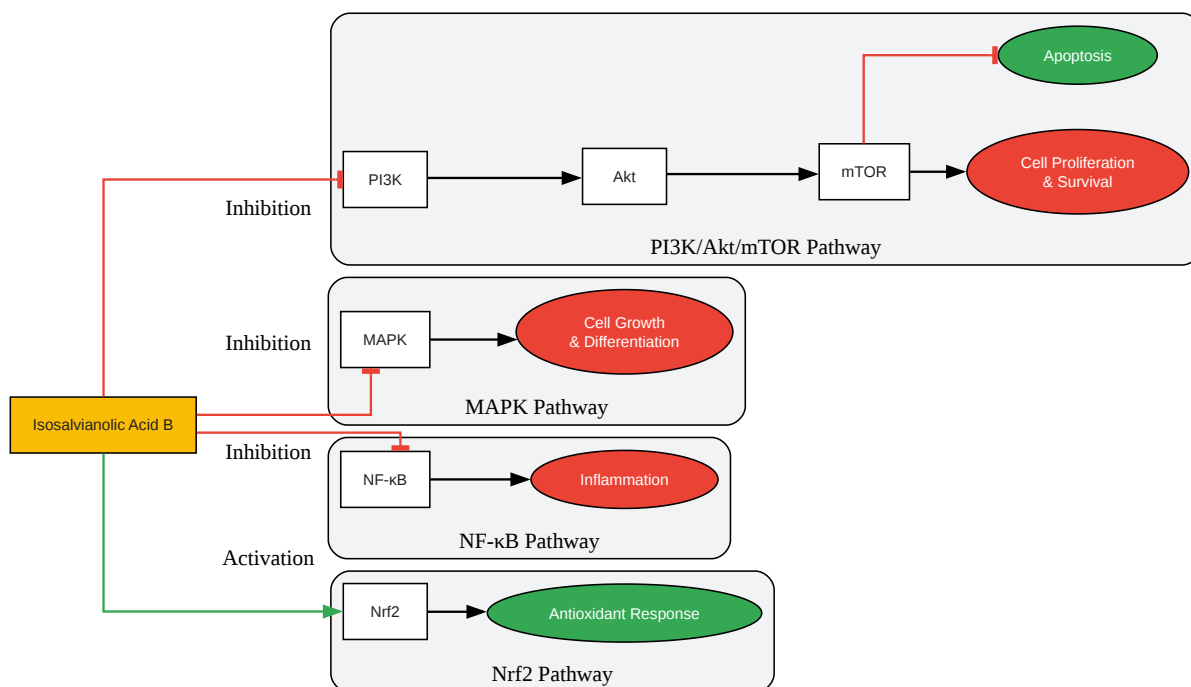 Apoptosis
PI3K
Akt
mTOR
Cell Proliferation
& Survival
Inhibition
PI3K/Akt/mTOR Pathway
Inhibition
MAPK
Cell Growth
& Differentiation
MAPK Pathway
Isosalvianolic Acid B
Inhibition
NF-κB
Inflammation
NF-κB Pathway
Activation
Nrf2
Antioxidant Response
Nrf2 Pathway